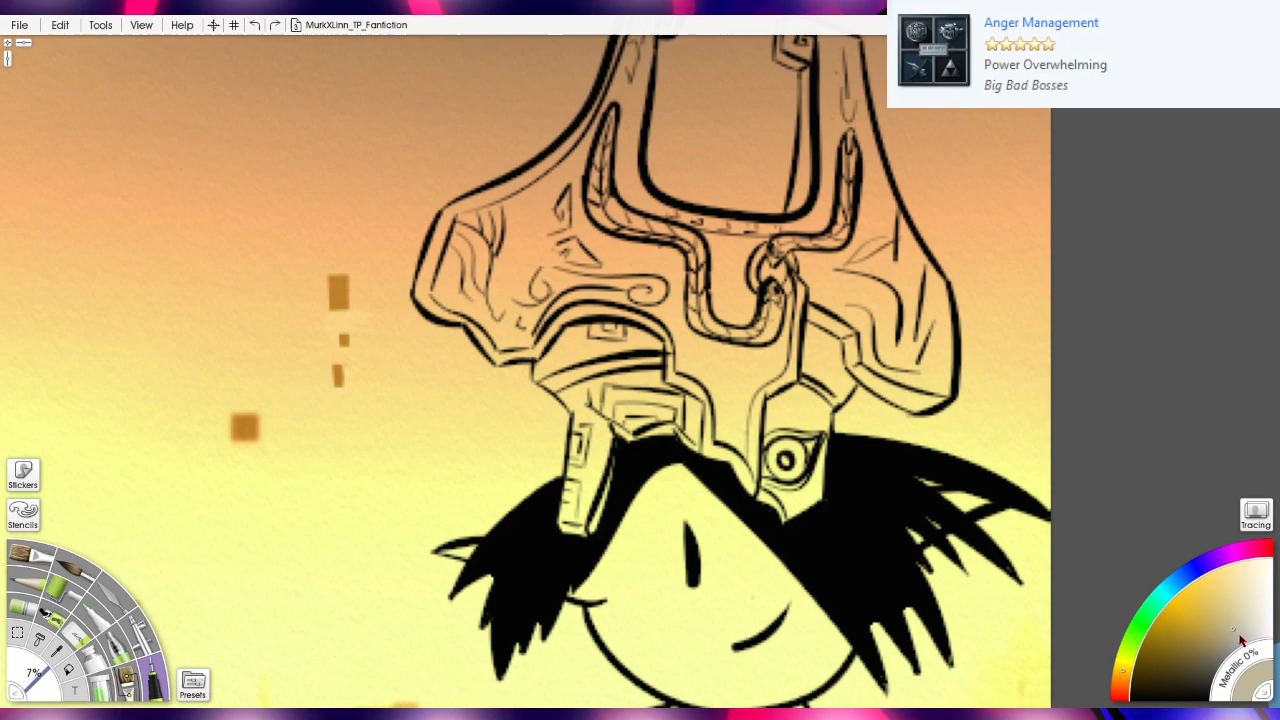 File Edit Tools View Help MurkXLinn_TP_Fanfiction
Anger Management
Power Overwhelming
Big Bad Bosses
Stickers
Stencils
Tracing
7%
T
Presets
Metallic 0%